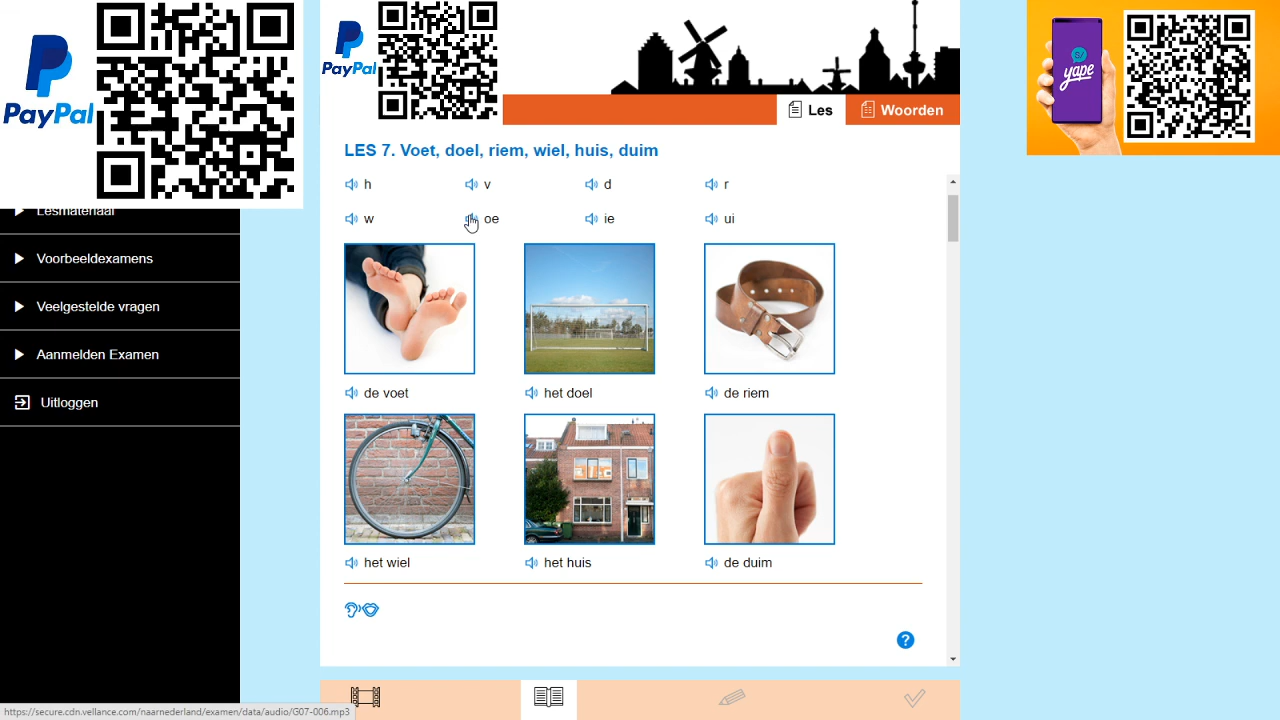 PayPal
PayPal
yape
Les
Woorden
LES 7. Voet, doel, riem, wiel, huis, duim
h
v
d
r
w
oe
ie
ui
Lesmateriaal
Voorbeeldexamens
Veelgestelde vragen
Aanmelden Examen
Uitloggen
de voet
het doel
de riem
het wiel
het huis
de duim
?
https://secure.cdn.vellance.com/naarnederland/examen/data/audio/G07-006.mp3